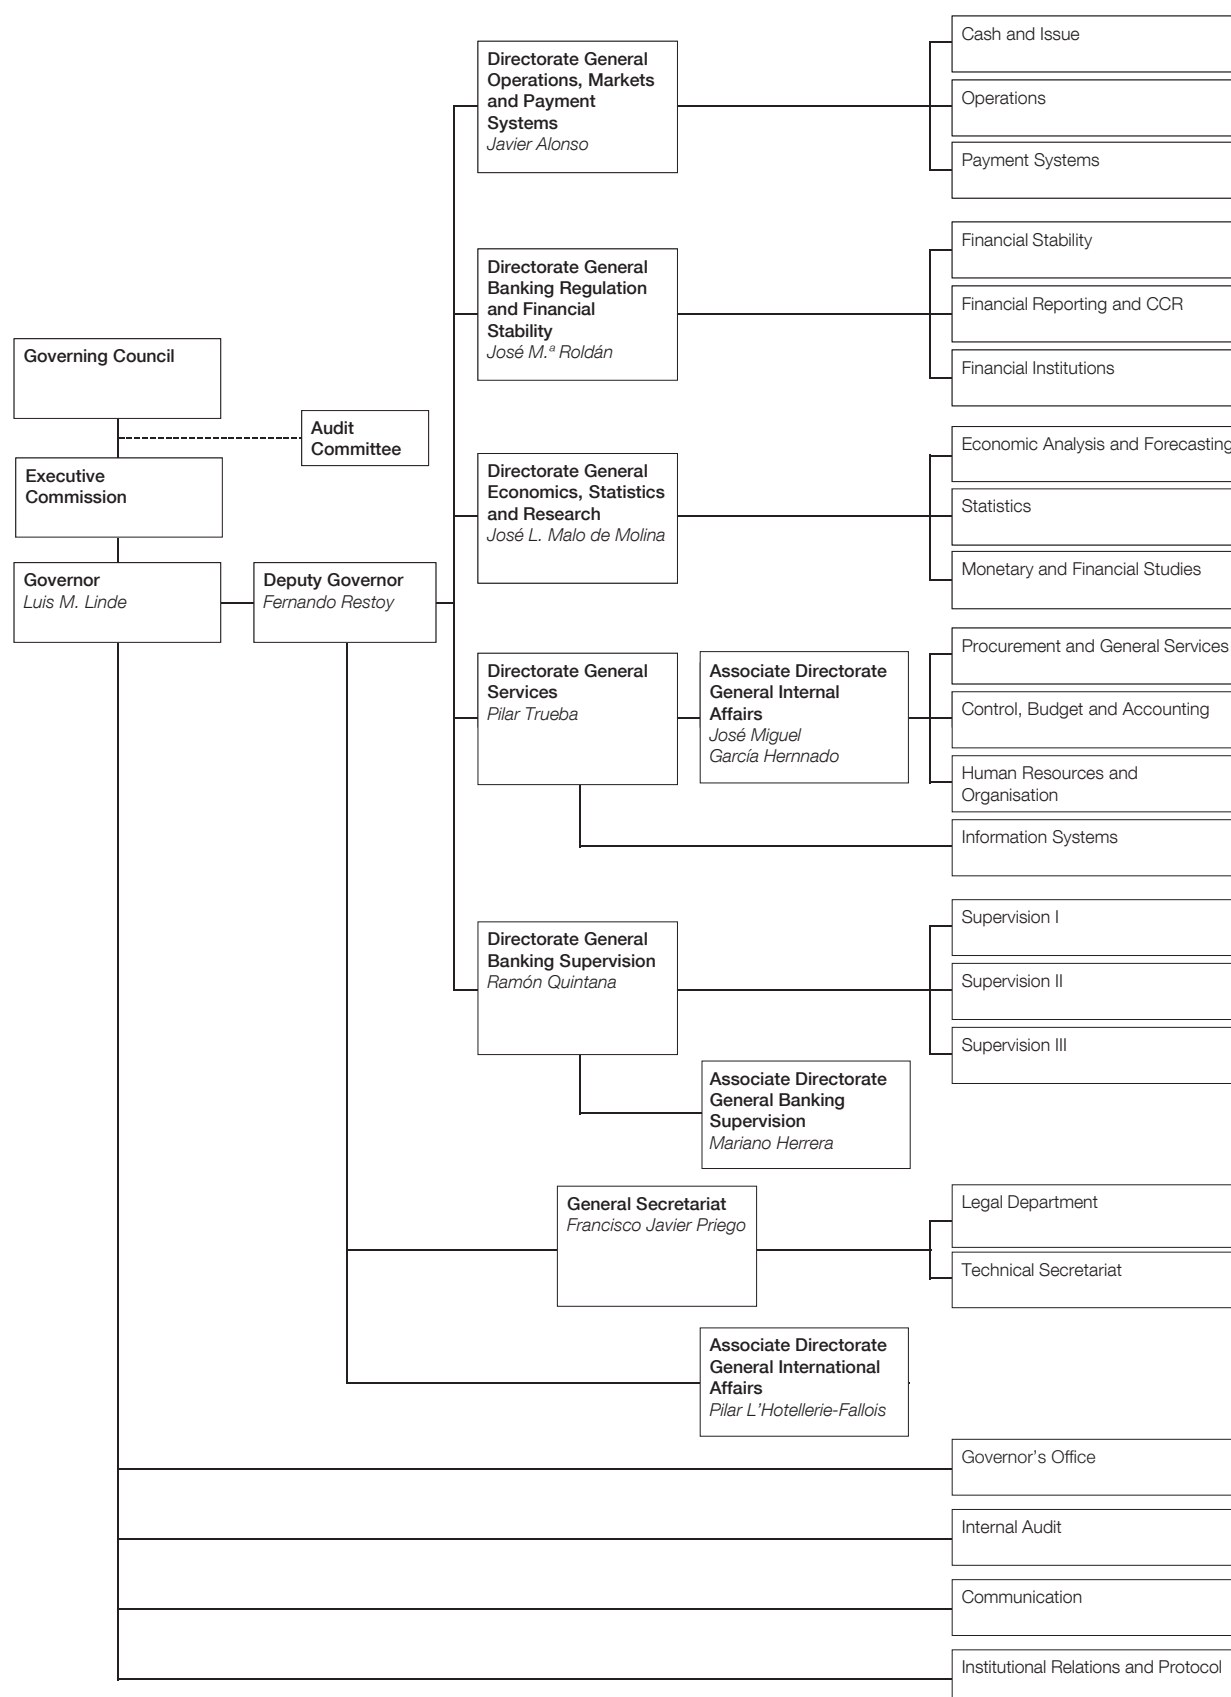 Governing Council
Audit
Committee
Executive
Commission
Governor
Luis M. Linde
Deputy Governor
Fernando Restoy
Directorate General
Operations, Markets
and Payment
Systems
Javier Alonso
Cash and Issue
Operations
Payment Systems
Directorate General
Banking Regulation
and Financial
Stability
José M.ª Roldán
Financial Stability
Financial Reporting and CCR
Financial Institutions
Directorate General
Economics, Statistics
and Research
José L. Malo de Molina
Economic Analysis and Forecasting
Statistics
Monetary and Financial Studies
Directorate General
Services
Pilar Trueba
Associate Directorate
General Internal
Affairs
José Miguel
García Hernnado
Procurement and General Services
Control, Budget and Accounting
Human Resources and
Organisation
Information Systems
Directorate General
Banking Supervision
Ramón Quintana
Supervision I
Supervision II
Supervision III
Associate Directorate
General Banking
Supervision
Mariano Herrera
General Secretariat
Francisco Javier Priego
Legal Department
Technical Secretariat
Associate Directorate
General International
Affairs
Pilar L’Hotellerie-Fallois
Governor’s Office
Internal Audit
Communication
Institutional Relations and Protocol